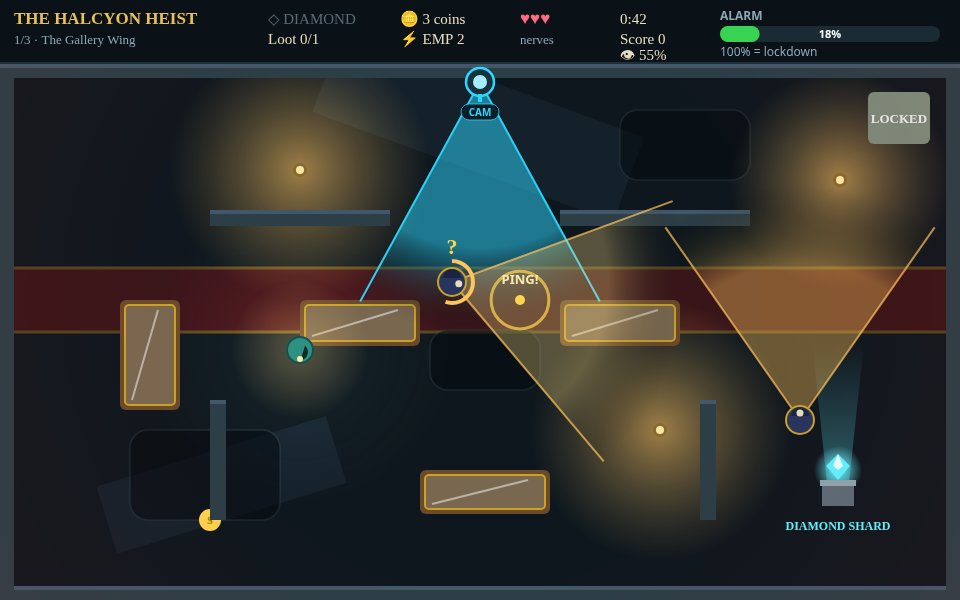 THE HALCYON HEIST
1/3 · The Gallery Wing
◇ DIAMOND
Loot 0/1
🪙 3 coins
⚡ EMP 2
♥♥♥
nerves
0:42
Score 0
👁 55%
ALARM
18%
100% = lockdown
CAM
LOCKED
?
PING!
DIAMOND SHARD